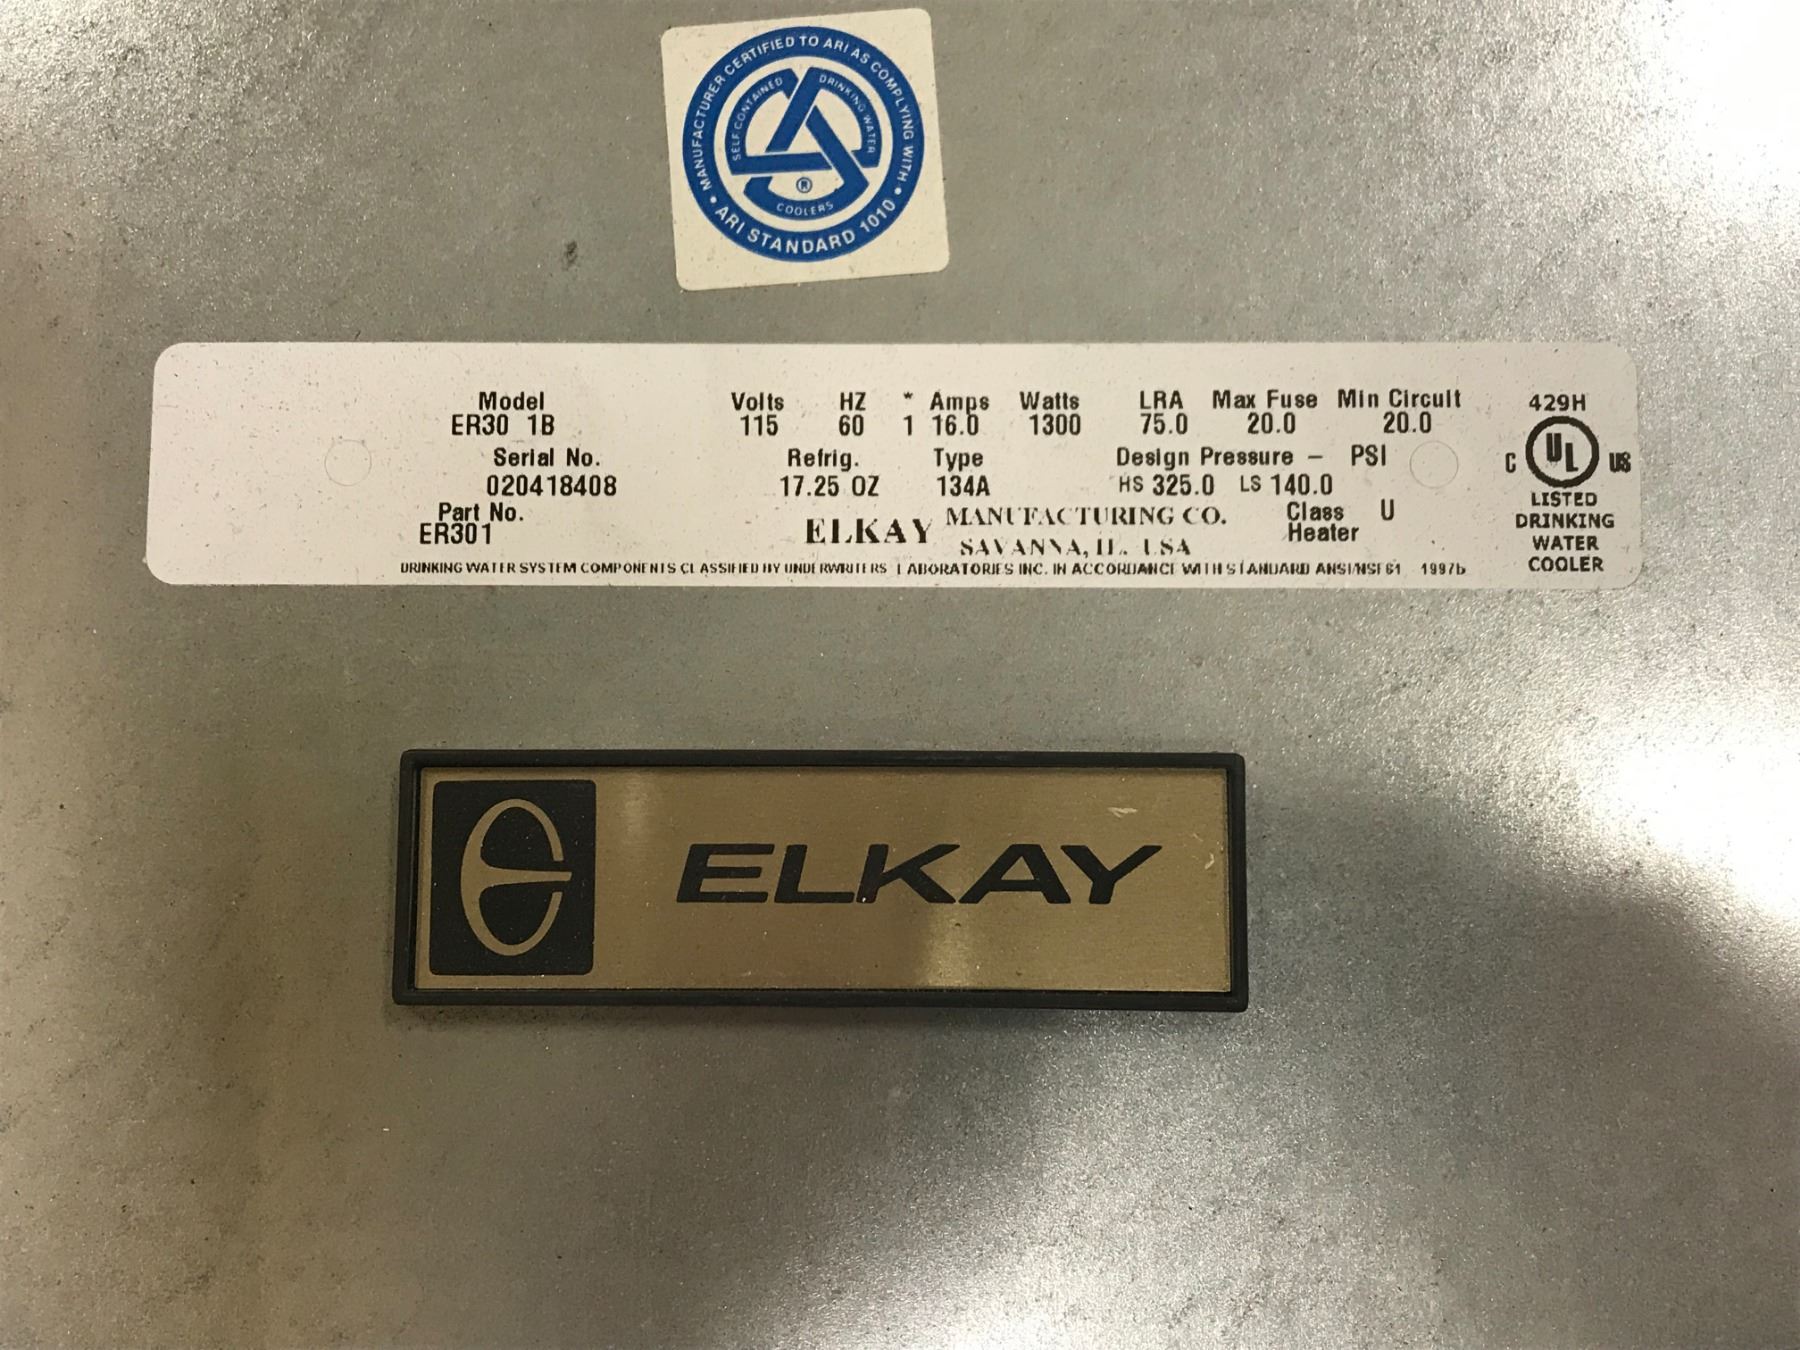 MANUFACTURER CERTIFIED TO ARI AS COMPLYING WITH
• ARI STANDARD 1010 •
SELF CONTAINED DRINKING WATER
COOLERS
®
Model Volts HZ * Amps Watts LRA Max Fuse Min Circuit
ER30 1B 115 60 1 16.0 1300 75.0 20.0 20.0
Serial No. Refrig. Type Design Pressure – PSI
020418408 17.25 OZ 134A HS 325.0 LS 140.0
Part No. Class U
ER301 Heater
ELKAY MANUFACTURING CO.
SAVANNA, IL. USA
DRINKING WATER SYSTEM COMPONENTS CLASSIFIED BY UNDERWRITERS LABORATORIES INC. IN ACCORDANCE WITH STANDARD ANSI/NSF 61 1997b
429H
C UL US
LISTED
DRINKING
WATER
COOLER
ELKAY